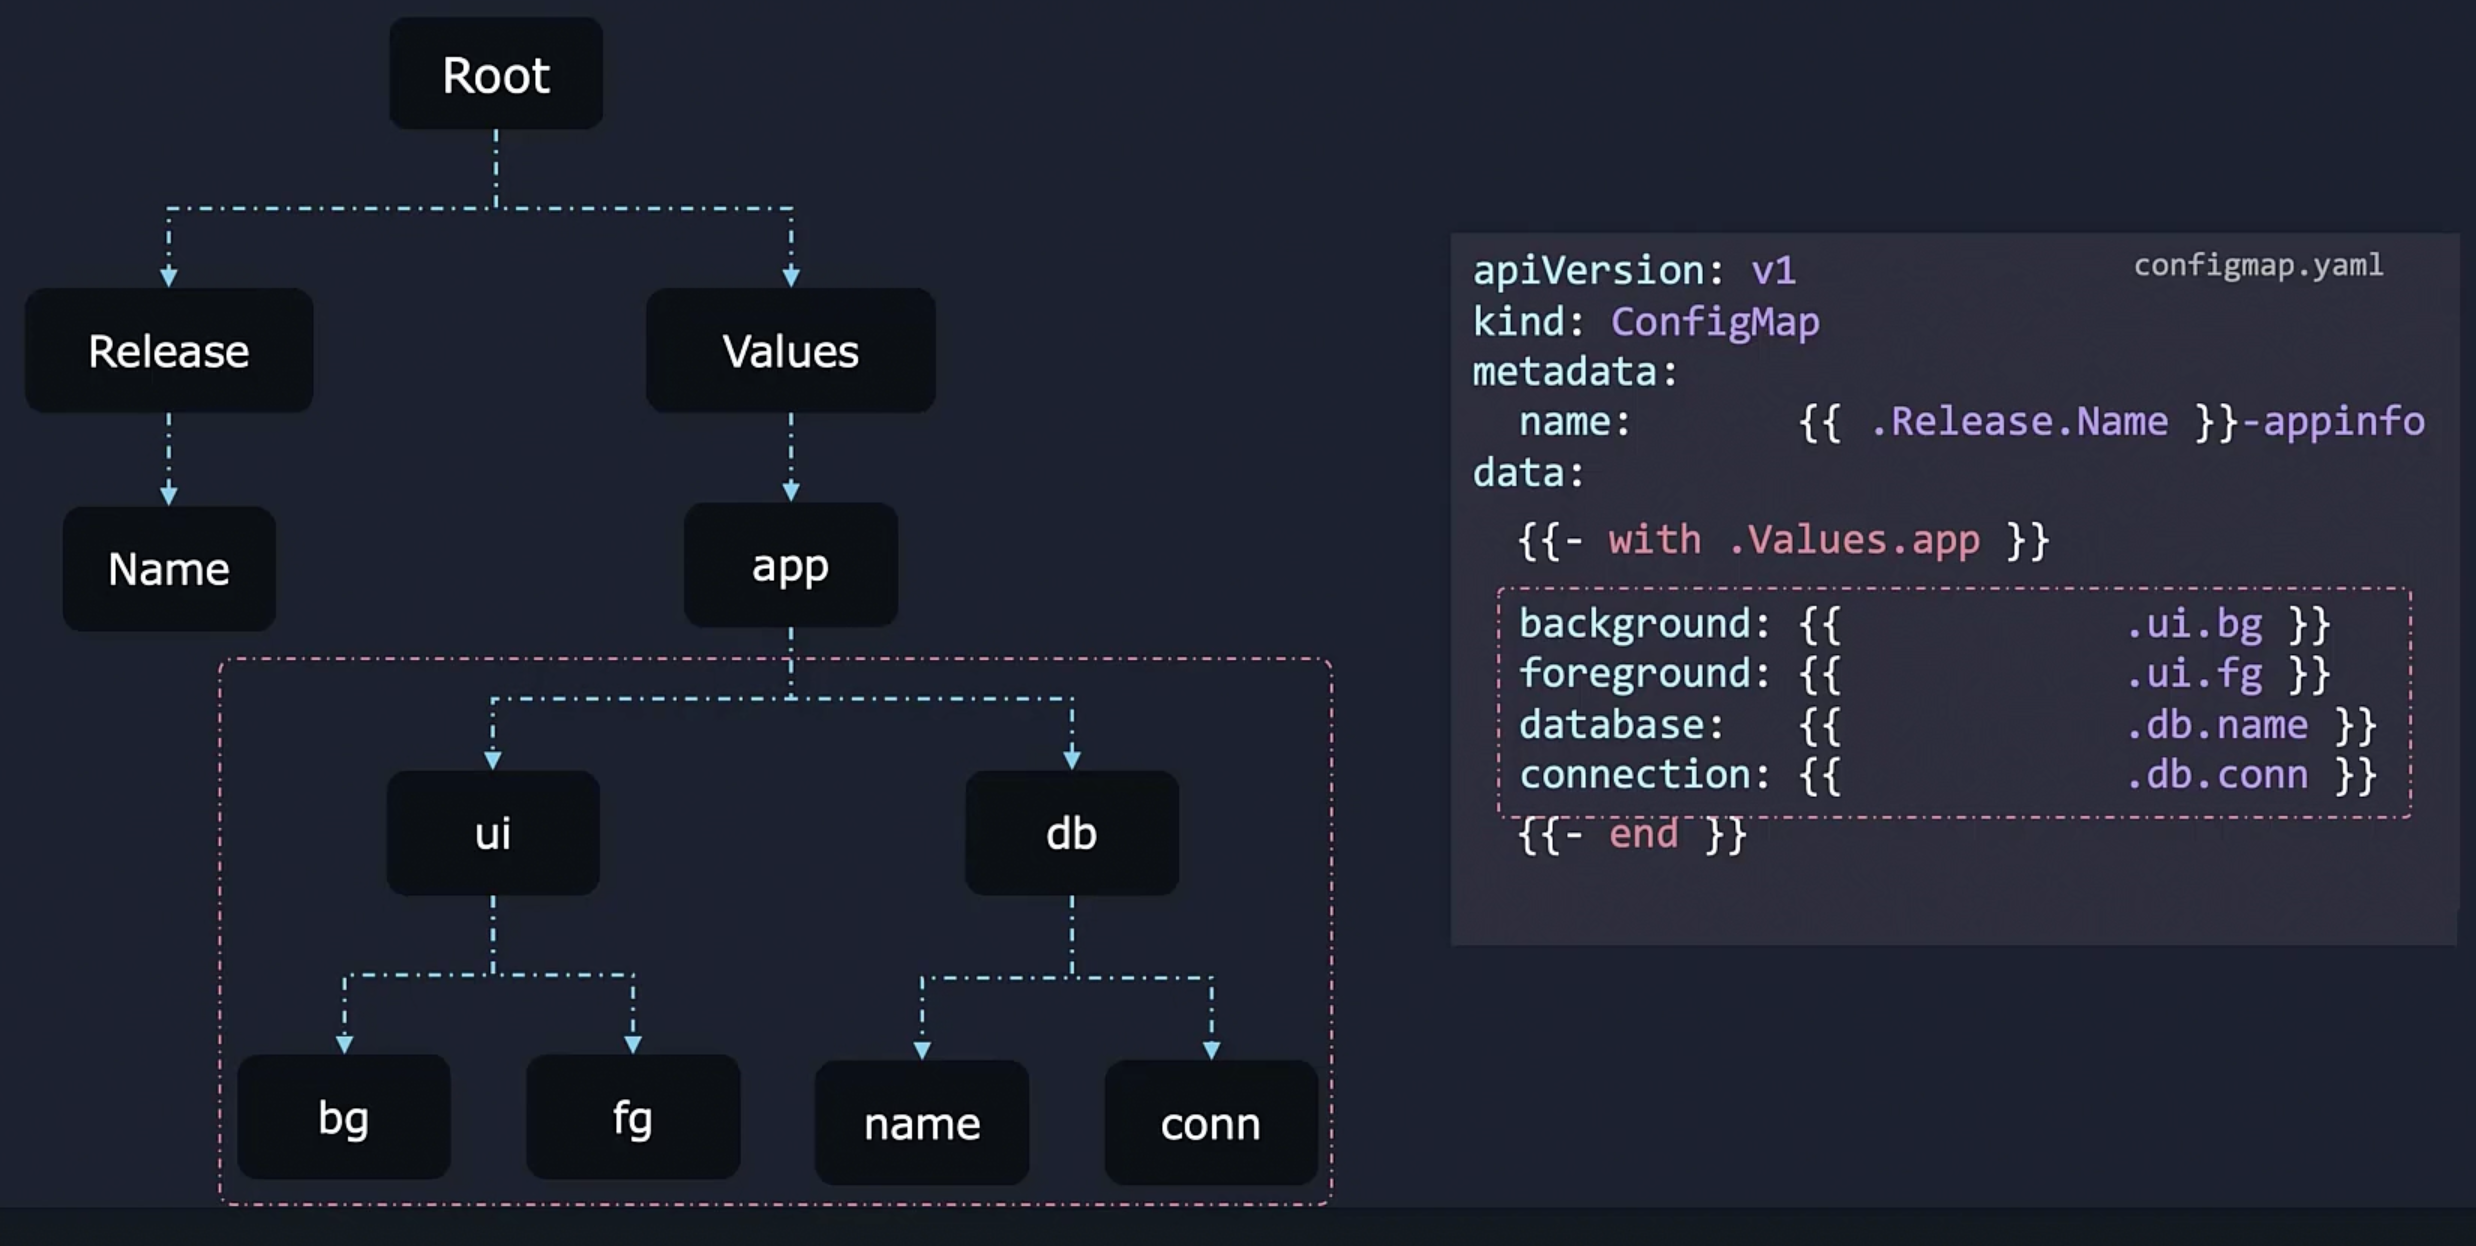 Root
Release
Values
Name
app
ui
db
bg
fg
name
conn
configmap.yaml
apiVersion: v1
kind: ConfigMap
metadata:
  name:       {{ .Release.Name }}-appinfo
data:
  {{- with .Values.app }}
  background: {{            .ui.bg }}
  foreground: {{            .ui.fg }}
  database:   {{            .db.name }}
  connection: {{            .db.conn }}
  {{- end }}